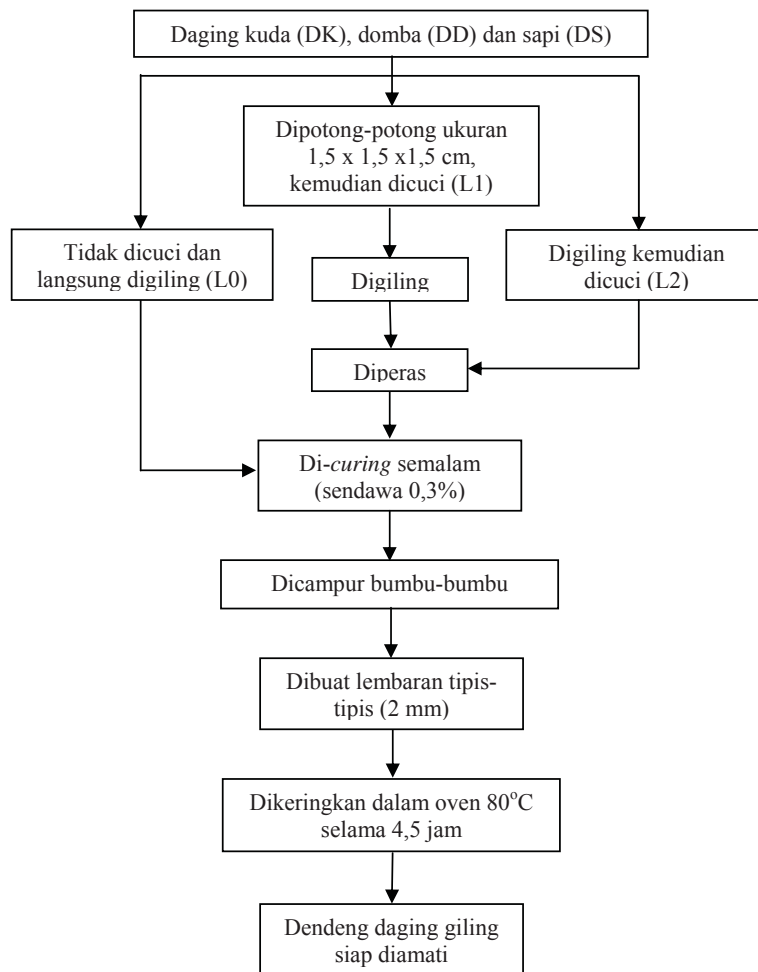 Daging kuda (DK), domba (DD) dan sapi (DS)
Dipotong-potong ukuran
1,5 x 1,5 x1,5 cm,
kemudian dicuci (L1)
Tidak dicuci dan
langsung digiling (L0)
Digiling
Digiling kemudian
dicuci (L2)
Diperas
Di-curing semalam
(sendawa 0,3%)
Dicampur bumbu-bumbu
Dibuat lembaran tipis-
tipis (2 mm)
Dikeringkan dalam oven 80oC
selama 4,5 jam
Dendeng daging giling
siap diamati